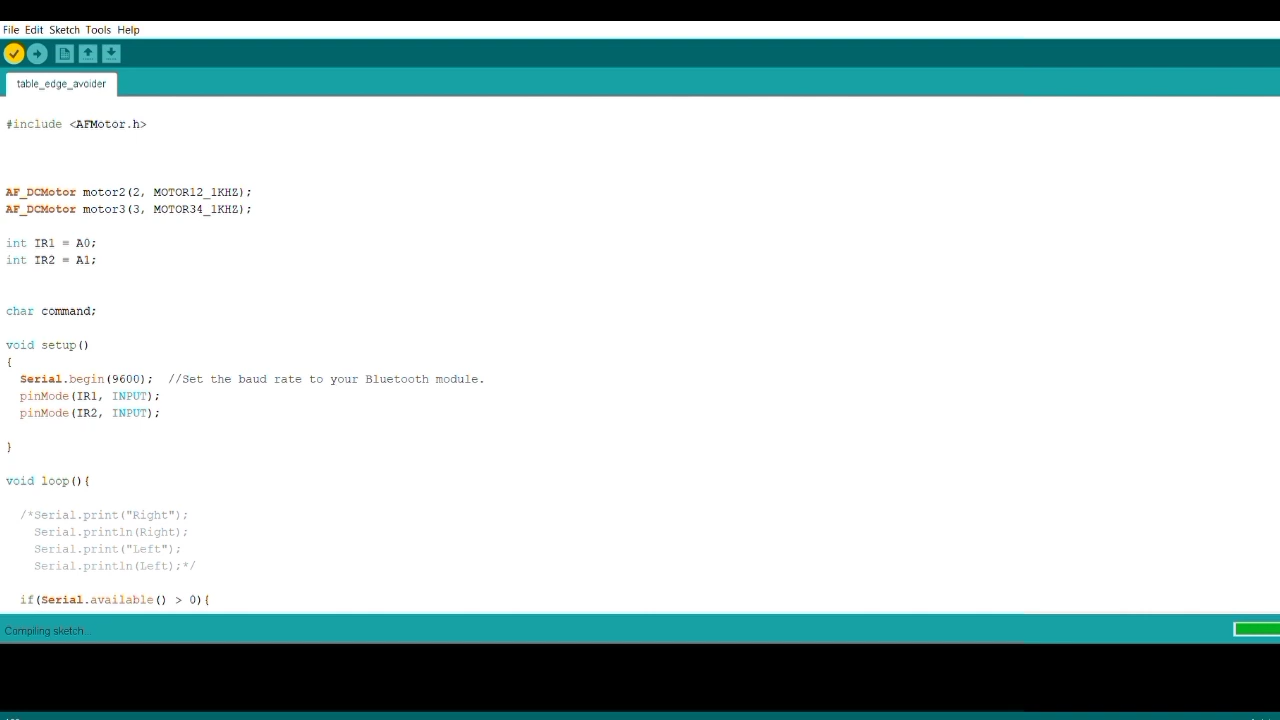 File Edit Sketch Tools Help
table_edge_avoider
#include <AFMotor.h>
AF_DCMotor motor2(2, MOTOR12_1KHZ);
AF_DCMotor motor3(3, MOTOR34_1KHZ);
int IR1 = A0;
int IR2 = A1;
char command;
void setup()
{
Serial.begin(9600);  //Set the baud rate to your Bluetooth module.
pinMode(IR1, INPUT);
pinMode(IR2, INPUT);
}
void loop(){
/*Serial.print("Right");
Serial.println(Right);
Serial.print("Left");
Serial.println(Left);*/
if(Serial.available() > 0){
Compiling sketch...